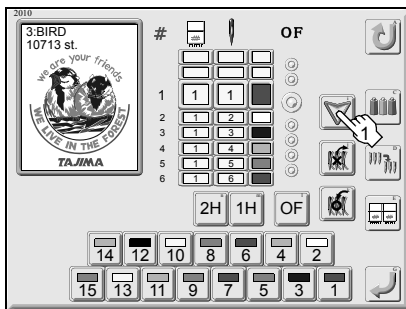 2010
3:BIRD
10713 st.
we are your friends
WE LIVE IN THE FOREST
TAJIMA
# OF
1 1 1
2 1 2
3 1 3
4 1 4
5 1 5
6 1 6
1
2H 1H OF
14 12 10 8 6 4 2
15 13 11 9 7 5 3 1